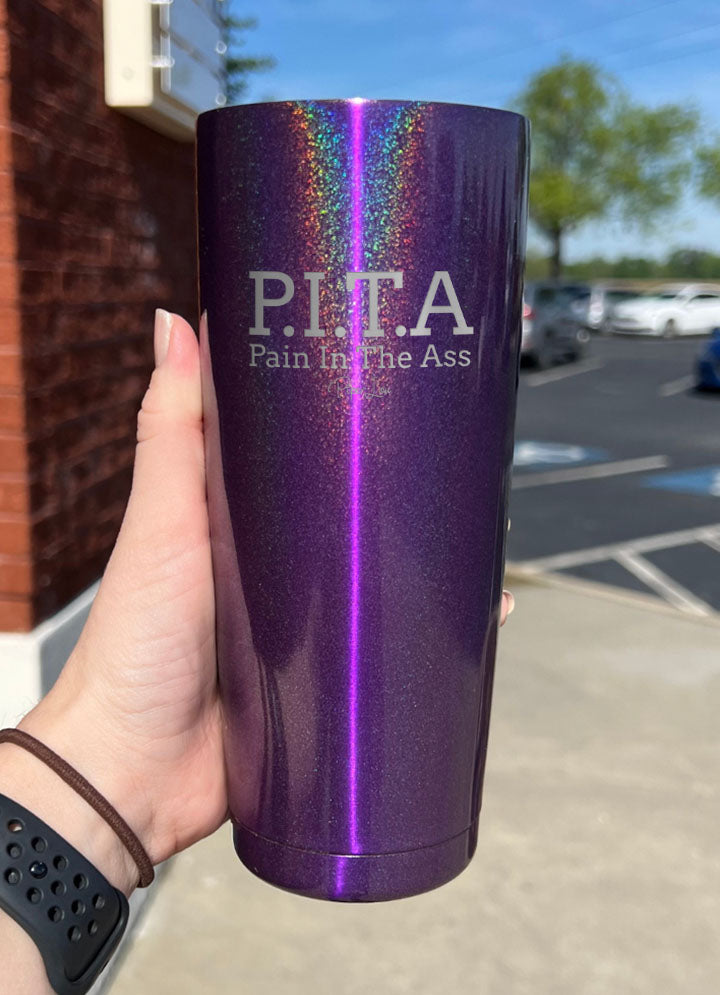 P.I.T.A
Pain In The Ass